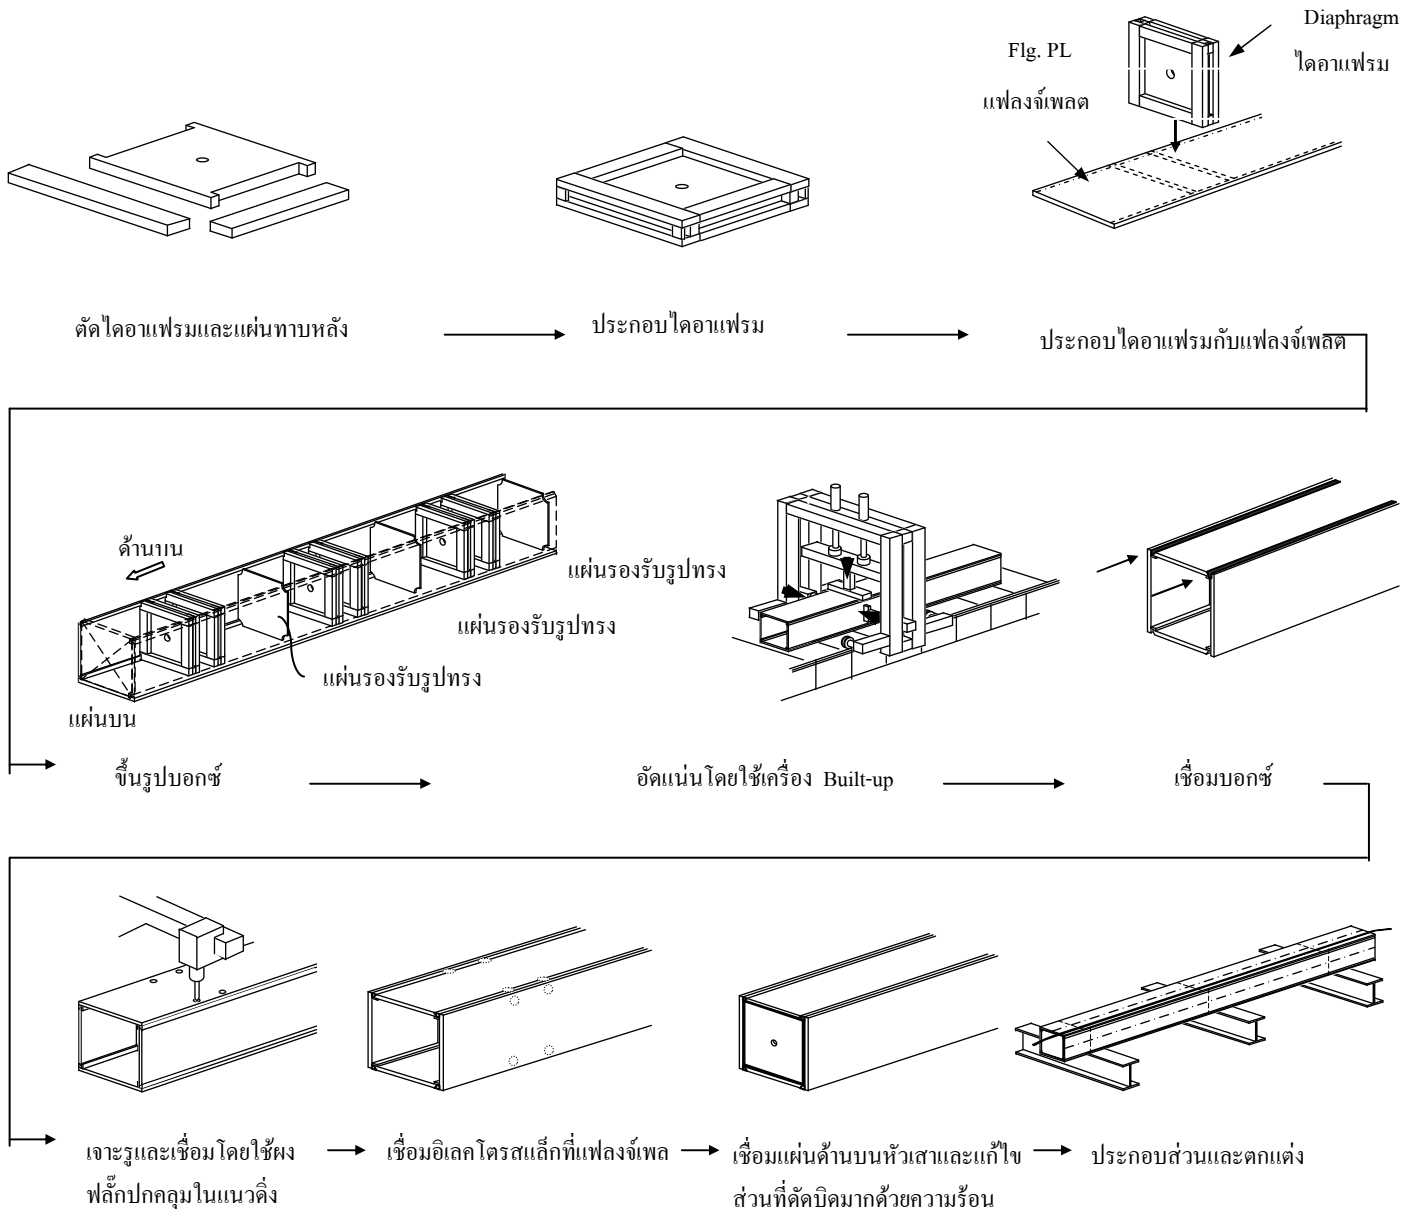 Diaphragm
ไดอาแฟรม
Flg. PL
แฟลงจ์เพลต
ตัดไดอาแฟรมและแผ่นทาบหลัง
ประกอบไดอาแฟรม
ประกอบไดอาแฟรมกับแฟลงจ์เพลต
ด้านบน
แผ่นรองรับรูปทรง
แผ่นรองรับรูปทรง
แผ่นรองรับรูปทรง
แผ่นบน
ขึ้นรูปบอกซ์
อัดแน่นโดยใช้เครื่อง Built-up
เชื่อมบอกซ์
เจาะรูและเชื่อมโดยใช้ผง
ฟลั๊กปกคลุมในแนวดิ่ง
เชื่อมอิเลคโตรสแล็กที่แฟลงจ์เพล
เชื่อมแผ่นด้านบนหัวเสาและแก้ไข
ส่วนที่ดัดบิดมากด้วยความร้อน
ประกอบส่วนและตกแต่ง